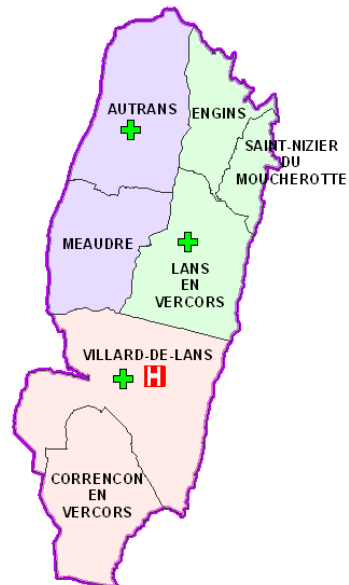 AUTRANS
ENGINS
SAINT-NIZIER
DU
MOUCHEROTTE
MEAUDRE
LANS
EN
VERCORS
VILLARD-DE-LANS
H
CORRENCON
EN
VERCORS